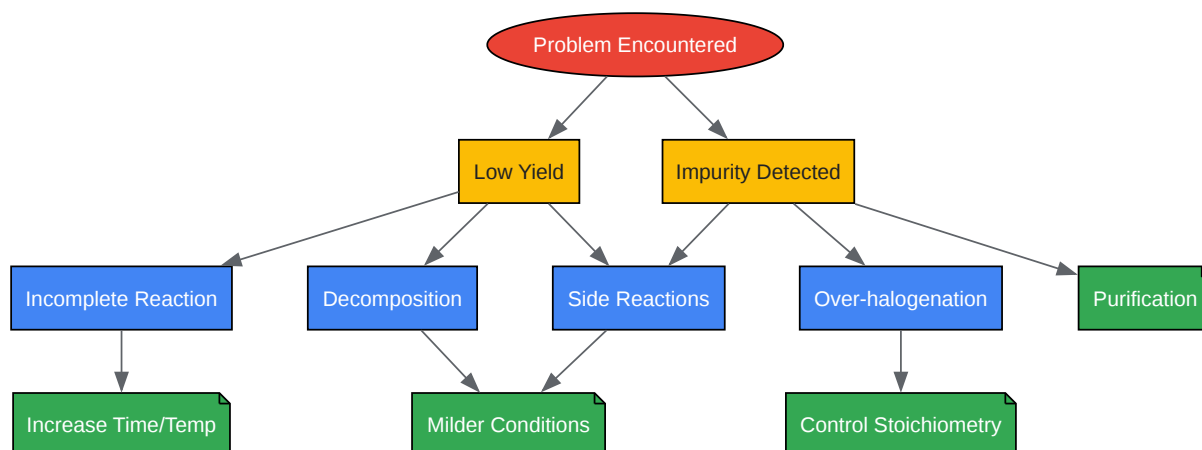 Problem Encountered
Low Yield
Impurity Detected
Incomplete Reaction
Decomposition
Side Reactions
Over-halogenation
Purification
Increase Time/Temp
Milder Conditions
Control Stoichiometry